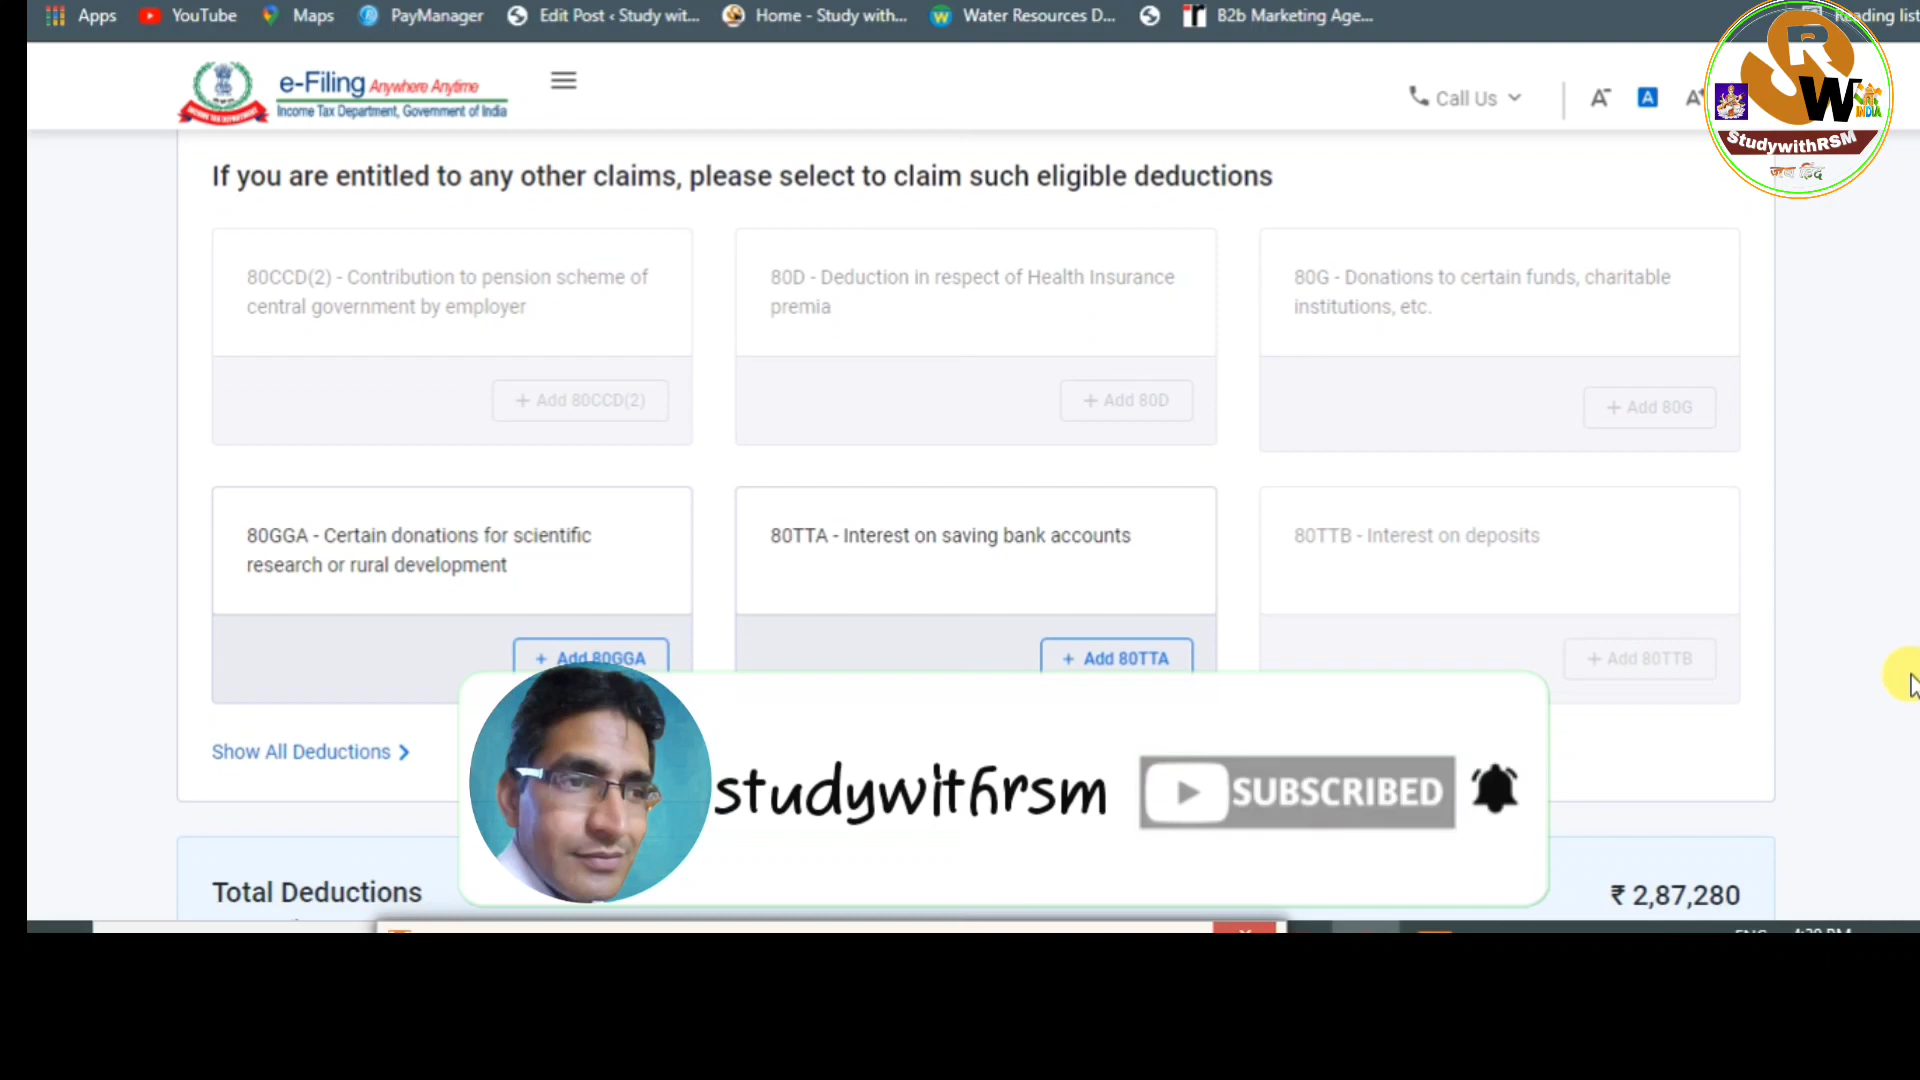 Apps YouTube Maps PayManager Edit Post ‹ Study wit... Home - Study with... Water Resources D... B2b Marketing Age... Reading list
e-Filing Anywhere Anytime
Income Tax Department, Government of India
Call Us
A- A A+
SRW
INDIA
StudywithRSM
जय हिंद
If you are entitled to any other claims, please select to claim such eligible deductions
80CCD(2) - Contribution to pension scheme of
central government by employer
+ Add 80CCD(2)
80D - Deduction in respect of Health Insurance
premia
+ Add 80D
80G - Donations to certain funds, charitable
institutions, etc.
+ Add 80G
80GGA - Certain donations for scientific
research or rural development
+ Add 80GGA
80TTA - Interest on saving bank accounts
+ Add 80TTA
80TTB - Interest on deposits
+ Add 80TTB
Show All Deductions
studywithrsm SUBSCRIBED
Total Deductions ₹ 2,87,280